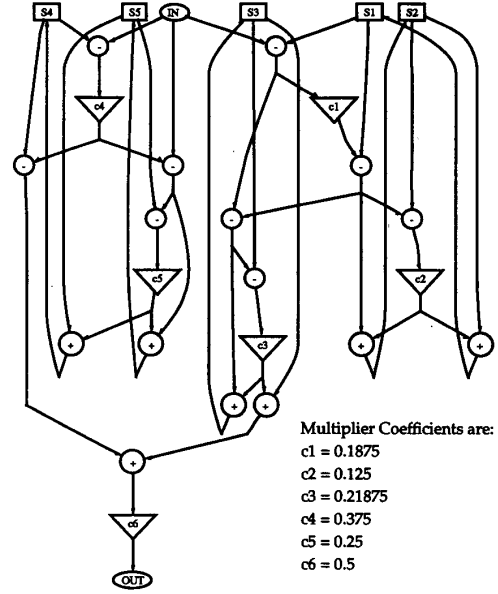 S4 S5 IN S3 S1 S2
- -
c4 c1
- - -
- - -
c5 - c2
+ + c3 + +
+ +
+
c6
OUT
Multiplier Coefficients are:
c1 = 0.1875
c2 = 0.125
c3 = 0.21875
c4 = 0.375
c5 = 0.25
c6 = 0.5